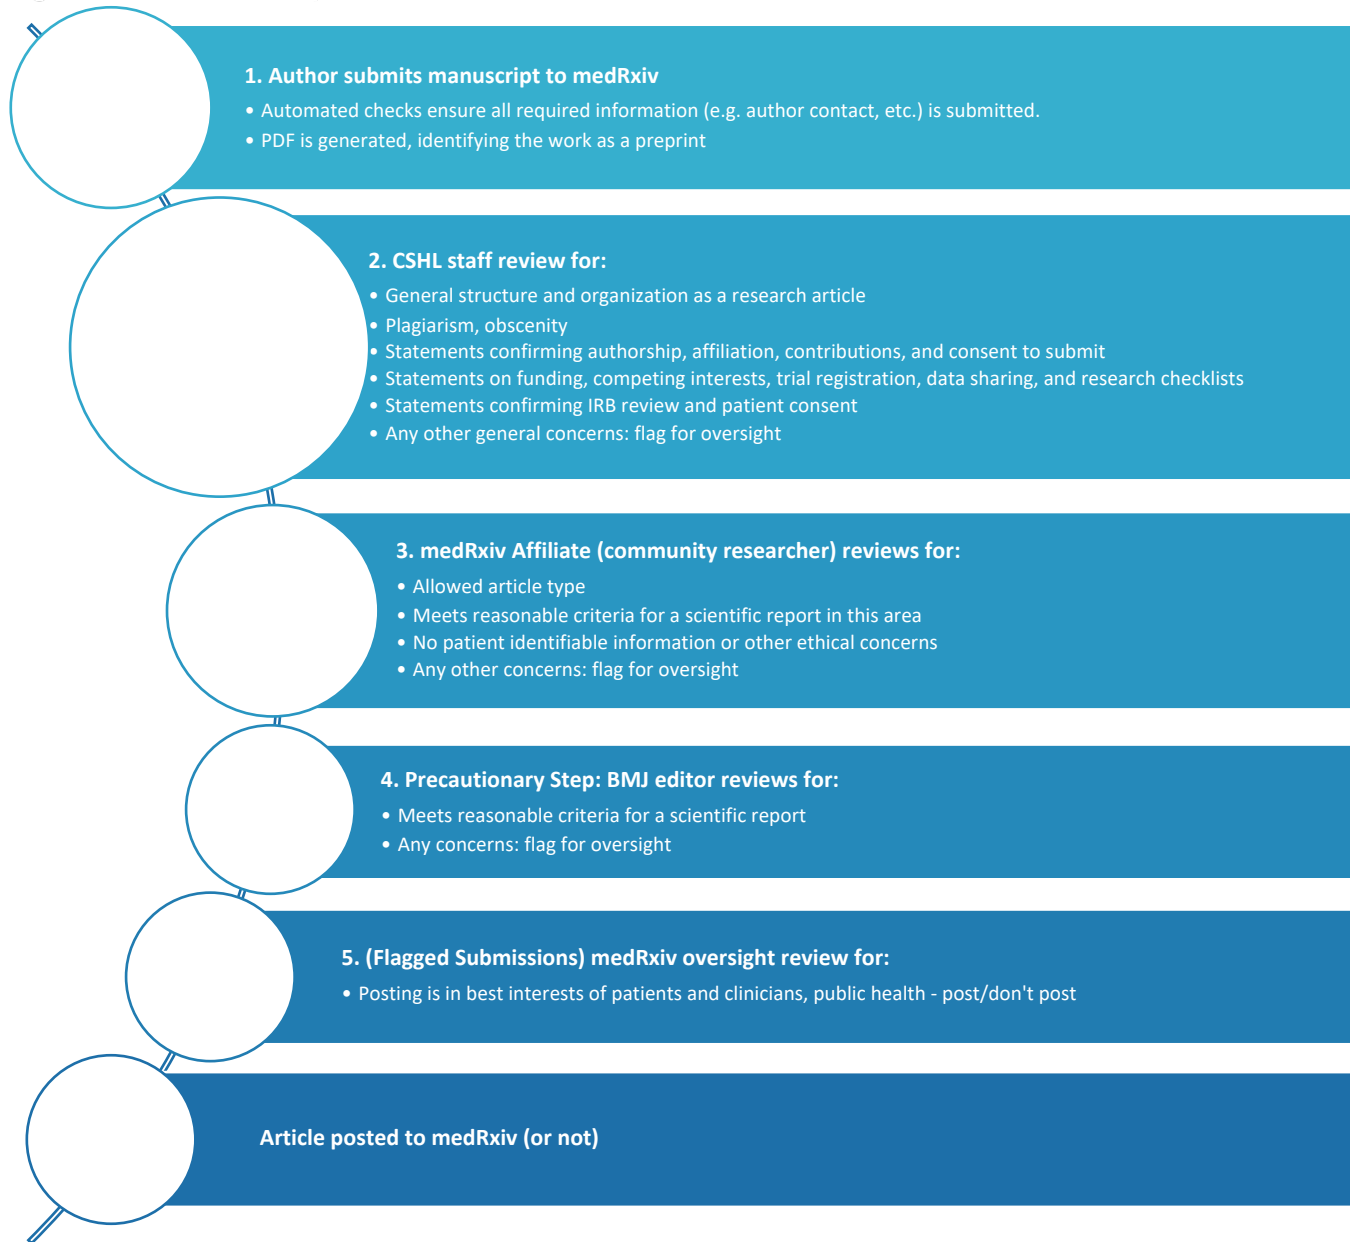 1. Author submits manuscript to medRxiv
• Automated checks ensure all required information (e.g. author contact, etc.) is submitted.
• PDF is generated, identifying the work as a preprint
2. CSHL staff review for:
• General structure and organization as a research article
• Plagiarism, obscenity
• Statements confirming authorship, affiliation, contributions, and consent to submit
• Statements on funding, competing interests, trial registration, data sharing, and research checklists
• Statements confirming IRB review and patient consent
• Any other general concerns: flag for oversight
3. medRxiv Affiliate (community researcher) reviews for:
• Allowed article type
• Meets reasonable criteria for a scientific report in this area
• No patient identifiable information or other ethical concerns
• Any other concerns: flag for oversight
4. Precautionary Step: BMJ editor reviews for:
• Meets reasonable criteria for a scientific report
• Any concerns: flag for oversight
5. (Flagged Submissions) medRxiv oversight review for:
• Posting is in best interests of patients and clinicians, public health - post/don't post
Article posted to medRxiv (or not)